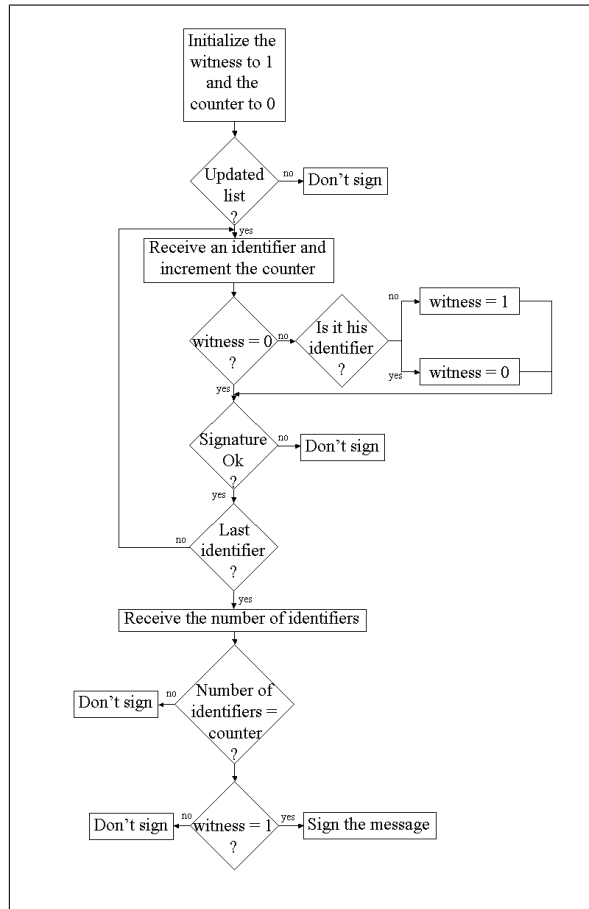 Initialize the
witness to 1
and the
counter to 0
Updated
list
?
no
Don't sign
yes
Receive an identifier and
increment the counter
witness = 0
?
no
Is it his
identifier
?
no
witness = 1
yes
witness = 0
yes
Signature
Ok
?
no
Don't sign
yes
Last
identifier
?
no
yes
Receive the number of identifiers
Number of
identifiers =
counter
?
no
Don't sign
witness = 1
?
no
Don't sign
yes
Sign the message